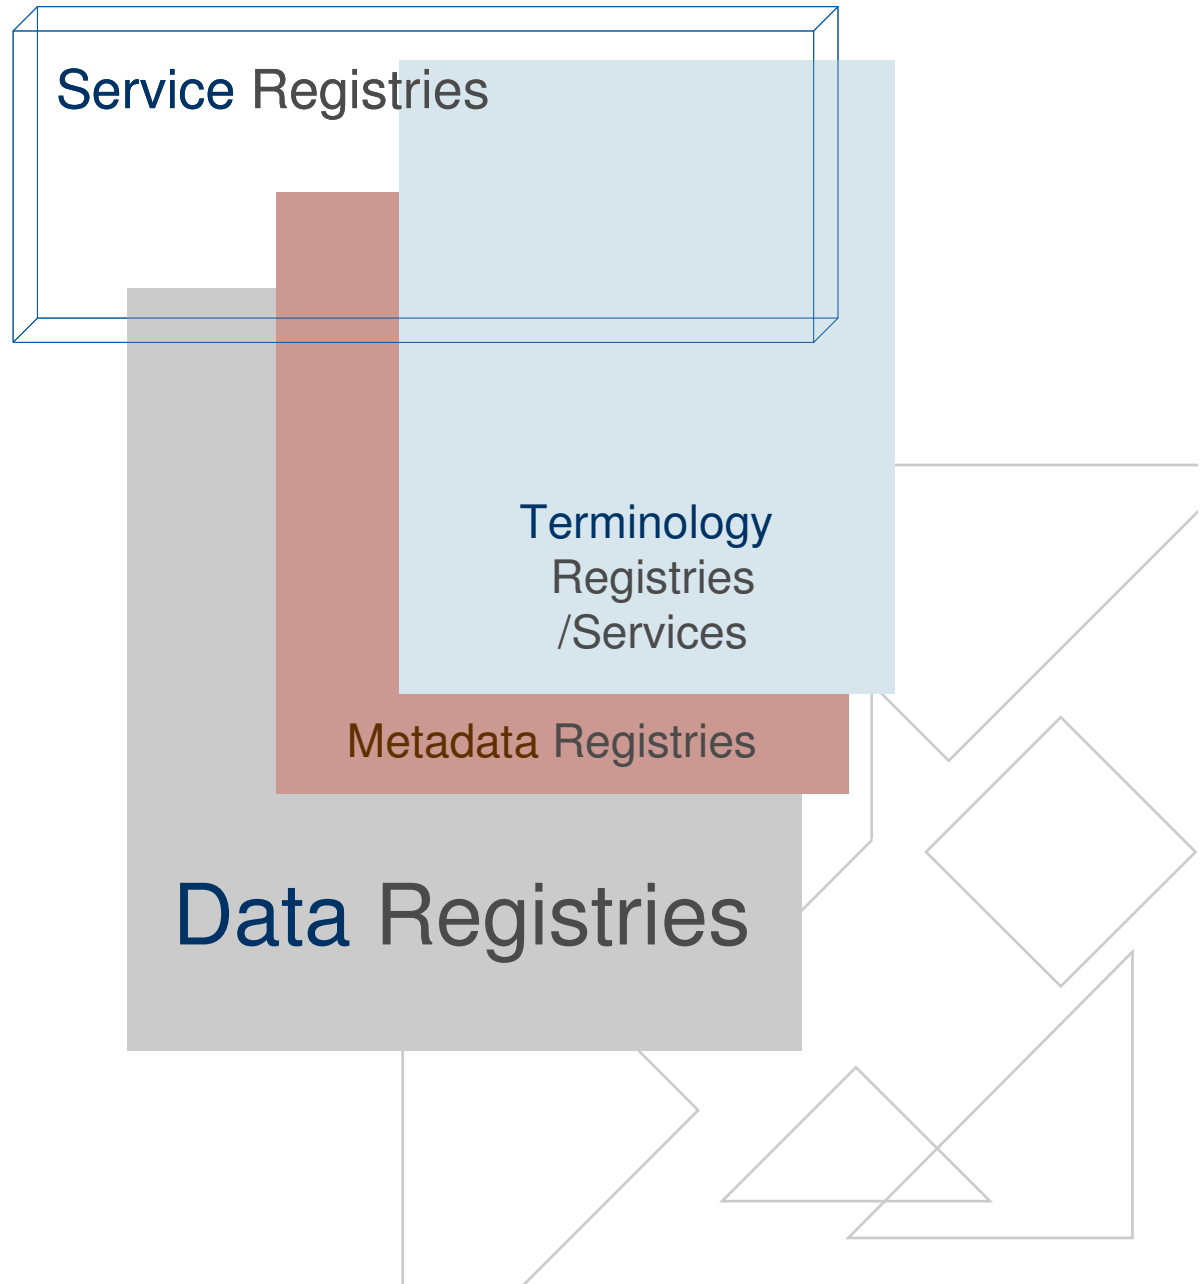 Service Registries
Terminology
Registries
/Services
Metadata Registries
Data Registries